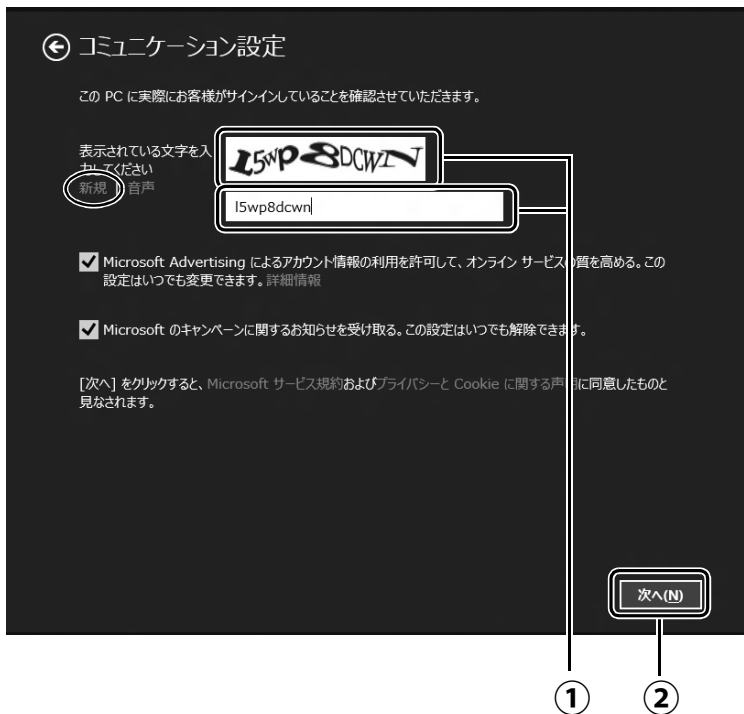 コミュニケーション設定
この PC に実際にお客様がサインインしていることを確認させていただきます。
表示されている文字を入
力してください
L5wP8DCWN
新規 | 音声
l5wp8dcwn
Microsoft Advertising によるアカウント情報の利用を許可して、オンライン サービスの質を高める。この
設定はいつでも変更できます。詳細情報
Microsoft のキャンペーンに関するお知らせを受け取る。この設定はいつでも解除できます。
[次へ] をクリックすると、Microsoft サービス規約およびプライバシーと Cookie に関する声明に同意したものと
見なされます。
次へ(N)
① ②